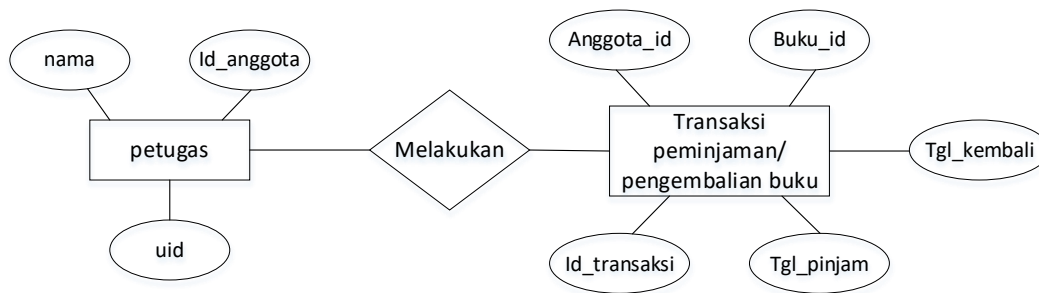 nama
Id_anggota
petugas
uid
Melakukan
Anggota_id
Buku_id
Transaksi
peminjaman/
pengembalian buku
Tgl_kembali
Id_transaksi
Tgl_pinjam